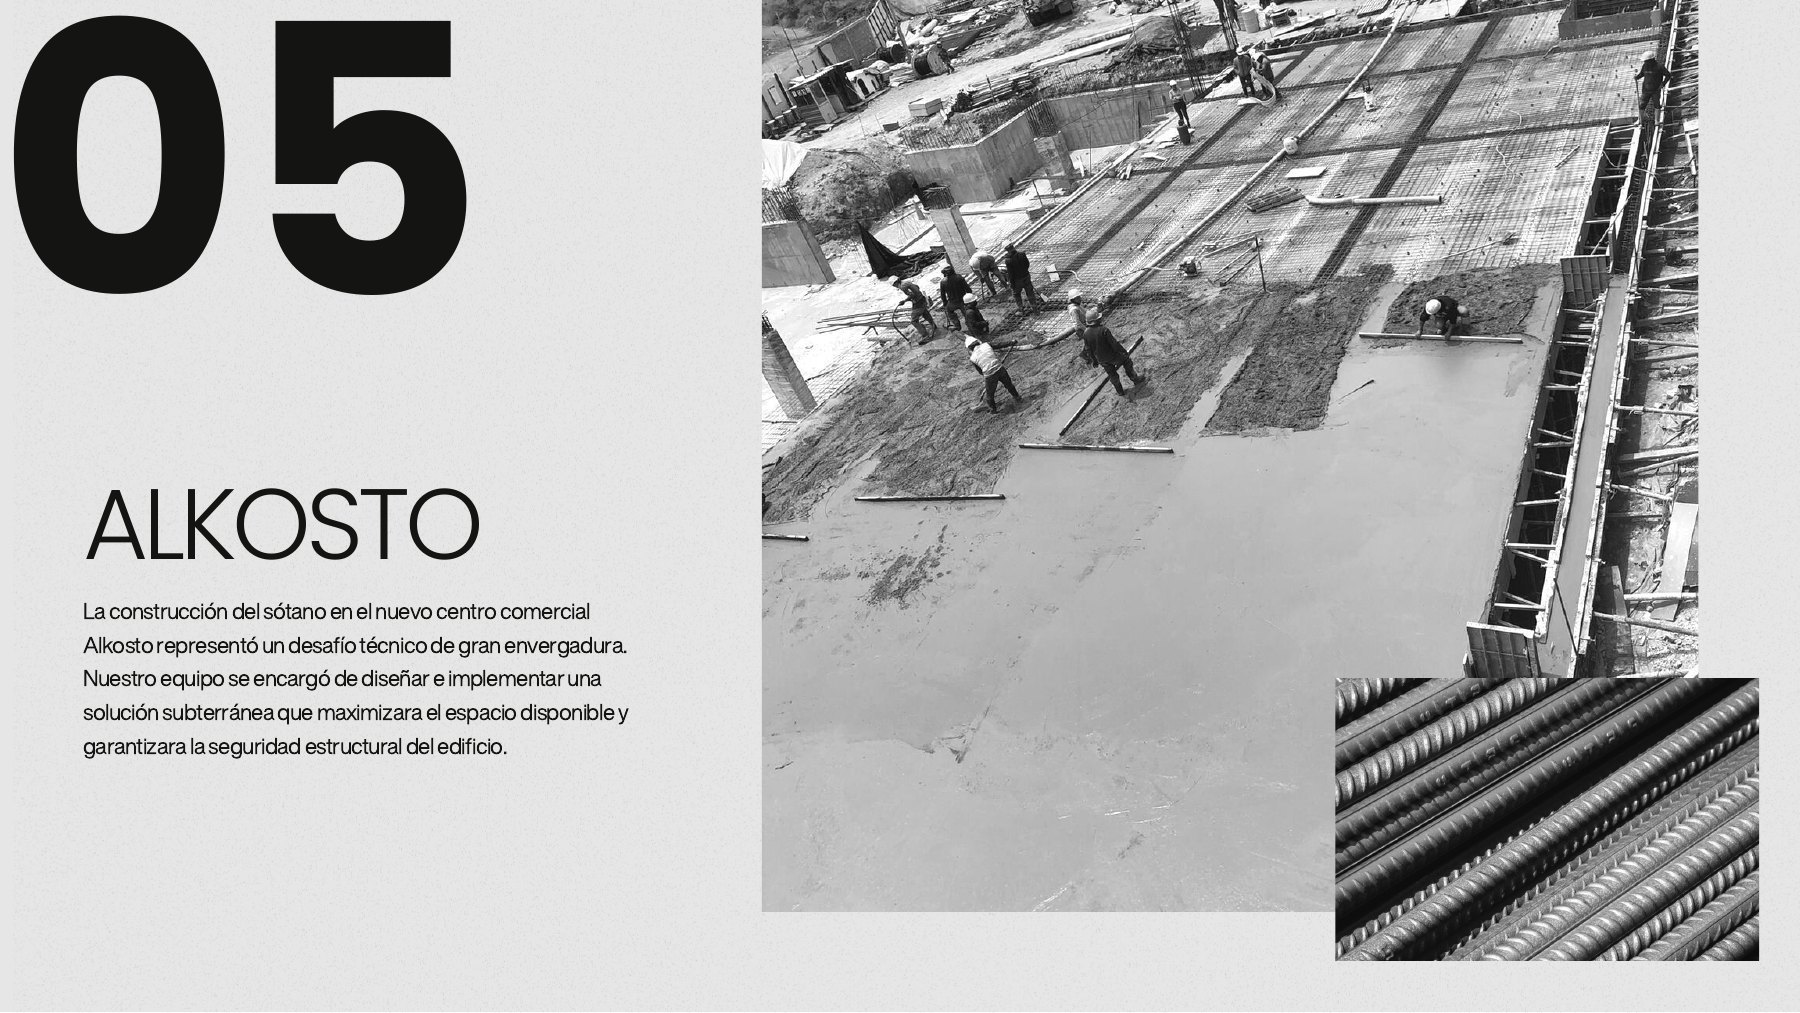 05
ALKOSTO
La construcción del sótano en el nuevo centro comercial
Alkosto representó un desafío técnico de gran envergadura.
Nuestro equipo se encargó de diseñar e implementar una
solución subterránea que maximizara el espacio disponible y
garantizara la seguridad estructural del edificio.